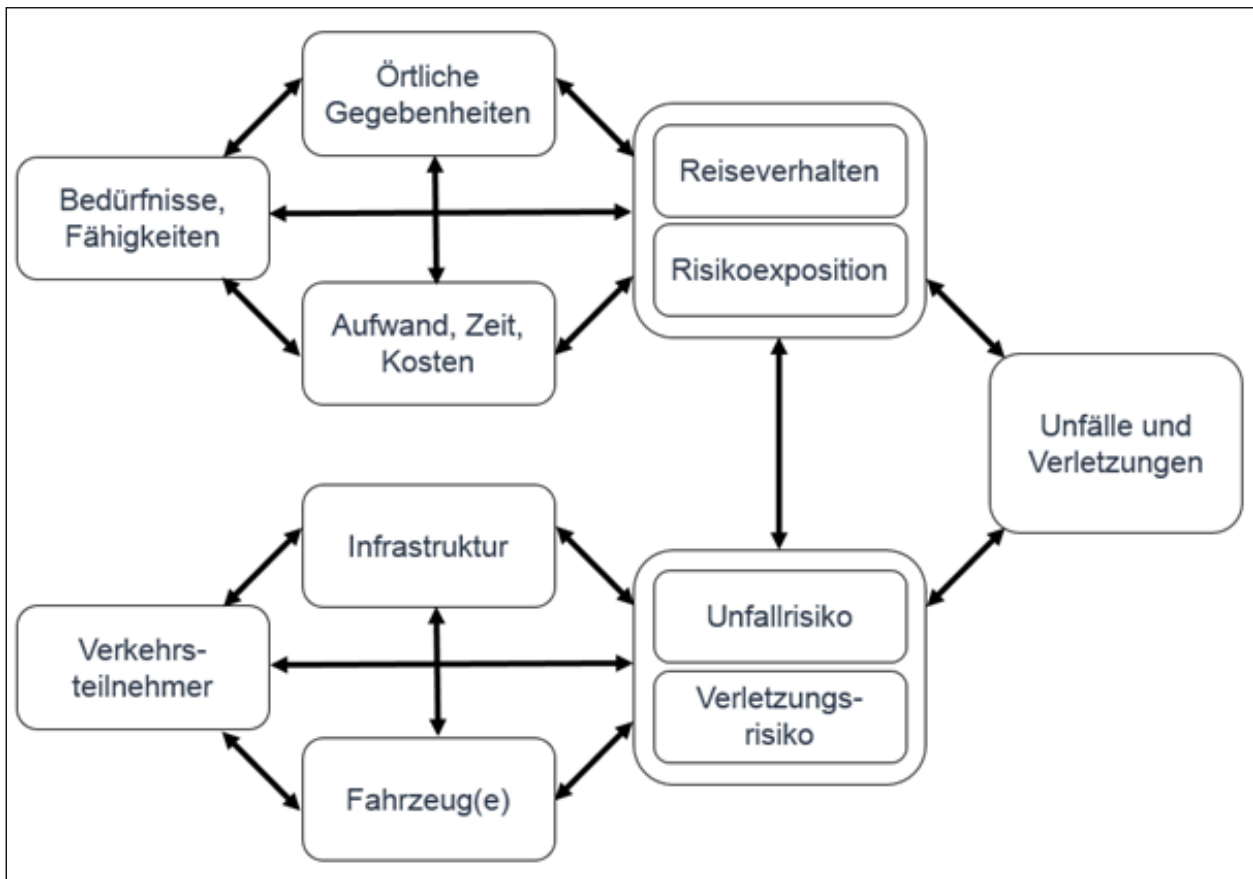 Örtliche
Gegebenheiten
Bedürfnisse,
Fähigkeiten
Aufwand, Zeit,
Kosten
Reiseverhalten
Risikoexposition
Unfälle und
Verletzungen
Infrastruktur
Verkehrs-
teilnehmer
Fahrzeug(e)
Unfallrisiko
Verletzungs-
risiko